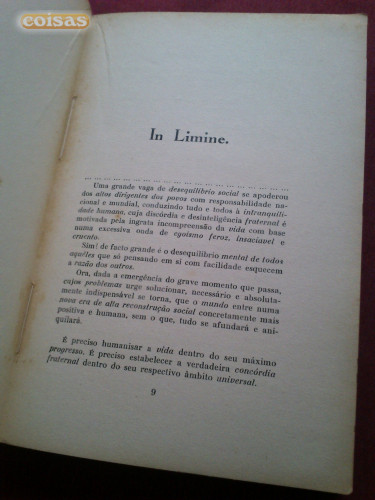 coisas
In Limine.
Uma grande vaga de desequilíbrio social se apoderou
dos altos dirigentes dos povos com responsabilidade na-
cional e mundial, conduzindo tudo e todos à intranquili-
dade humana, cuja discórdia e desinteligência fraternal é
motivada pela ingrata incompreensão da vida com base
numa excessiva onda de egoísmo feroz, insaciável e
cruento.
Sim! de facto grande é o desequilíbrio mental de todos
aquêles que só pensando em si com facilidade esquecem
a razão dos outros.
Ora, dada a emergência do grave momento que passa,
cujos problemas urge solucionar, necessário e absoluta-
mente indispensável se torna, que o mundo entre numa
nova era de alta reconstrução social concretamente mais
positiva e humana, sem o que, tudo se afundará e ani-
quilará.
É preciso humanisar a vida dentro do seu máximo
progresso. É preciso estabelecer a verdadeira concórdia
fraternal dentro do seu respectivo âmbito universal.
9